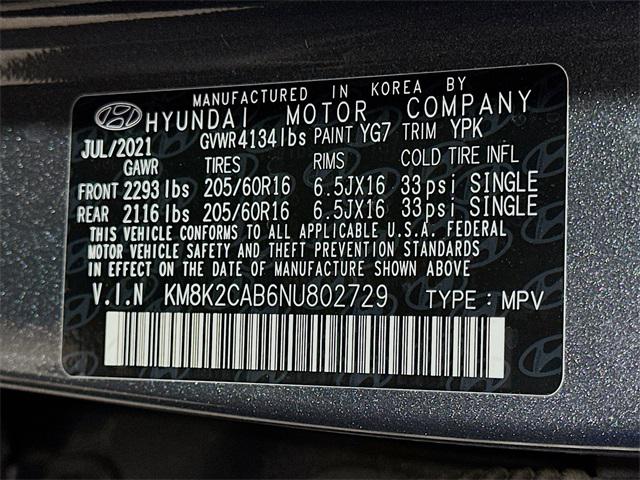 MANUFACTURED IN KOREA BY
HYUNDAI MOTOR COMPANY
JUL/2021 GVWR 4134lbs PAINT YG7 TRIM YPK
GAWR TIRES RIMS COLD TIRE INFL
FRONT 2293lbs 205/60R16 6.5JX16 33psi SINGLE
REAR 2116lbs 205/60R16 6.5JX16 33psi SINGLE
THIS VEHICLE CONFORMS TO ALL APPLICABLE U.S.A. FEDERAL
MOTOR VEHICLE SAFETY AND THEFT PREVENTION STANDARDS
IN EFFECT ON THE DATE OF MANUFACTURE SHOWN ABOVE
V.I.N KM8K2CAB6NU802729 TYPE : MPV